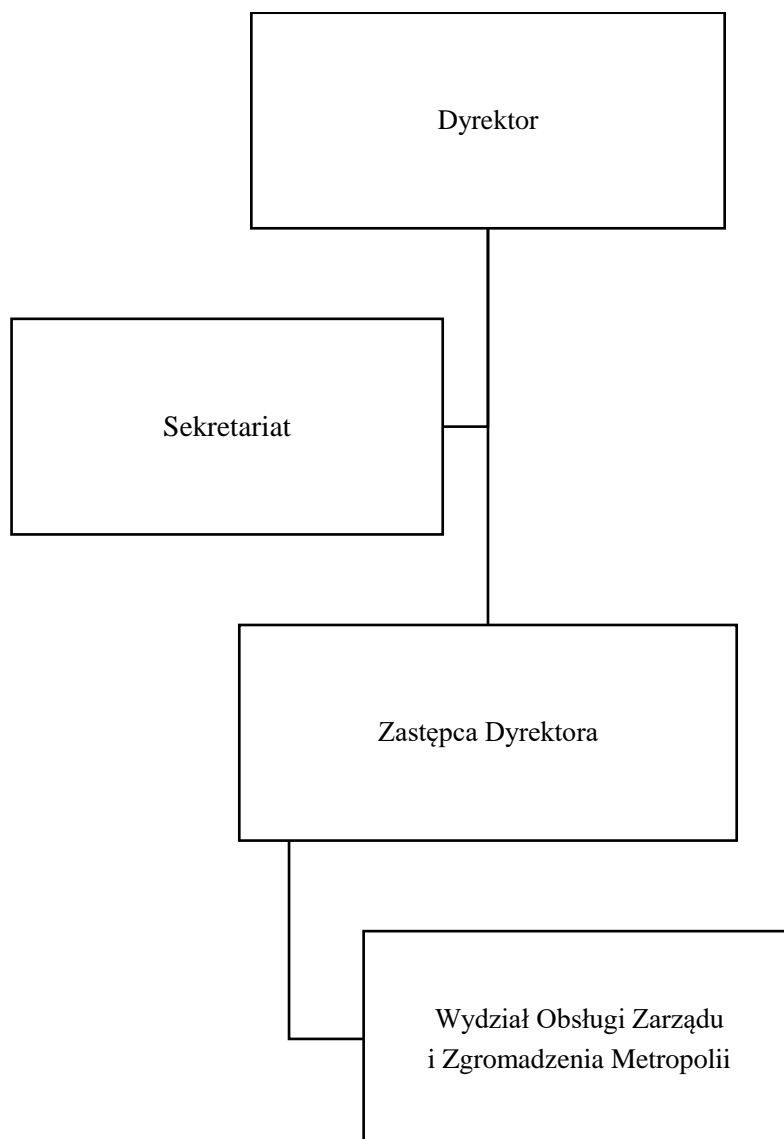 Dyrektor
Sekretariat
Zastępca Dyrektora
Wydział Obsługi Zarządu
i Zgromadzenia Metropolii